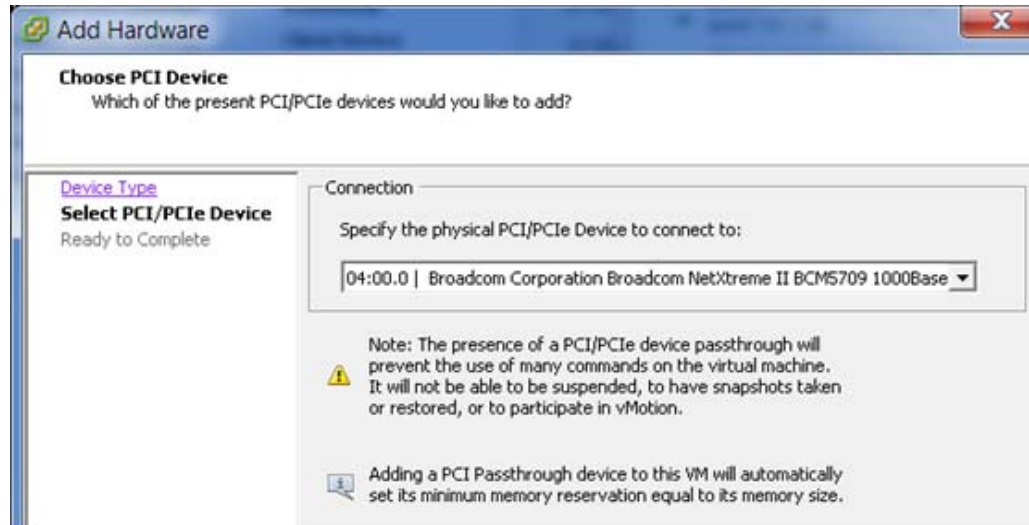 Add Hardware
Choose PCI Device
Which of the present PCI/PCIe devices would you like to add?
Device Type
Select PCI/PCIe Device
Ready to Complete
Connection
Specify the physical PCI/PCIe Device to connect to:
04:00.0 | Broadcom Corporation Broadcom NetXtreme II BCM5709 1000Base
Note: The presence of a PCI/PCIe device passthrough will
prevent the use of many commands on the virtual machine.
It will not be able to be suspended, to have snapshots taken
or restored, or to participate in vMotion.
Adding a PCI Passthrough device to this VM will automatically
set its minimum memory reservation equal to its memory size.